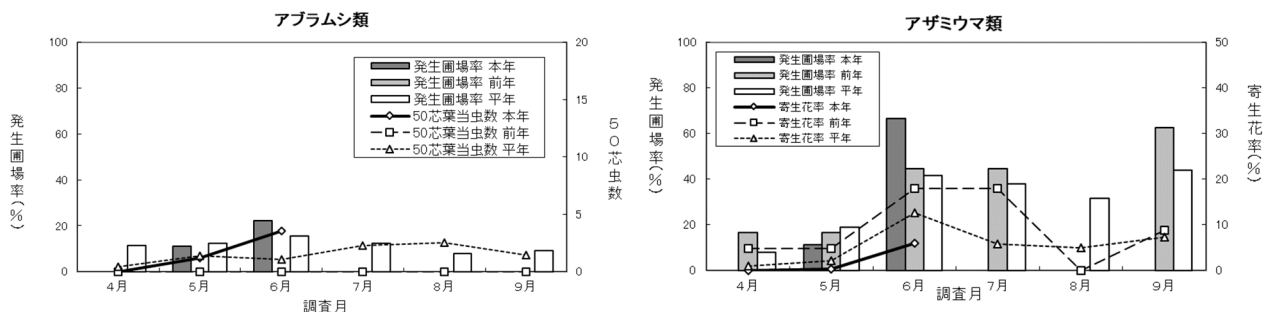 アブラムシ類
100
80
60
40
20
0
発生圃場率(%)
20
15
10
5
0
50芯虫数
発生圃場率 本年
発生圃場率 前年
発生圃場率 平年
50芯葉当虫数 本年
50芯葉当虫数 前年
50芯葉当虫数 平年
4月 5月 6月 7月 8月 9月
調査月
アザミウマ類
100
80
60
40
20
0
発生圃場率(%)
50
40
30
20
10
0
寄生花率(%)
発生圃場率 本年
発生圃場率 前年
発生圃場率 平年
寄生花率 本年
寄生花率 前年
寄生花率 平年
4月 5月 6月 7月 8月 9月
調査月